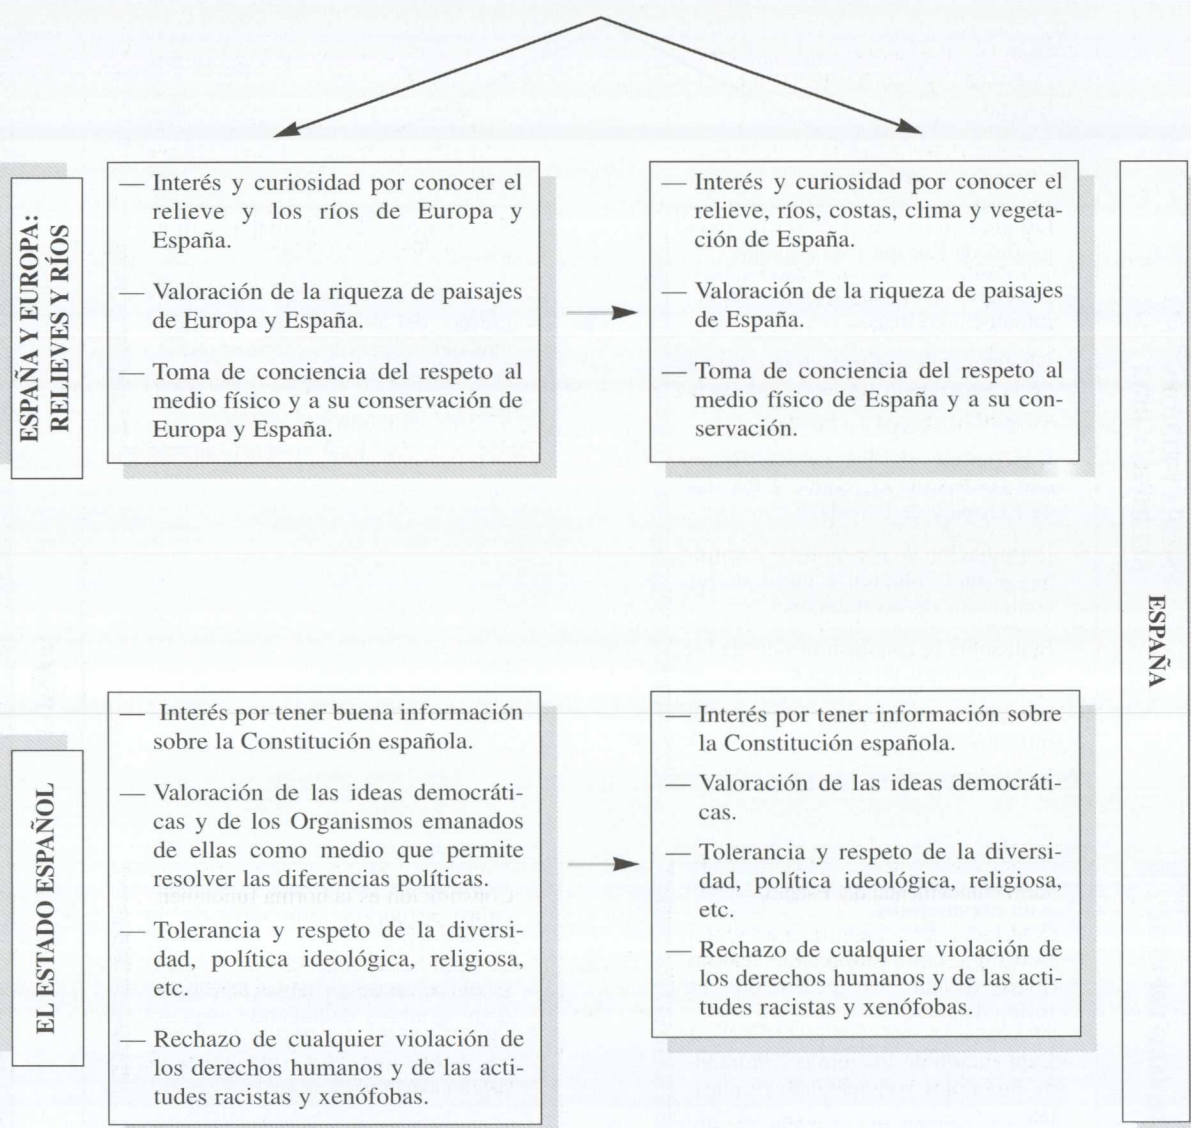 ESPAÑA Y EUROPA:
RELIEVES Y RÍOS
— Interés y curiosidad por conocer el
relieve y los ríos de Europa y
España.
— Valoración de la riqueza de paisajes
de Europa y España.
— Toma de conciencia del respeto al
medio físico y a su conservación de
Europa y España.
— Interés y curiosidad por conocer el
relieve, ríos, costas, clima y vegeta-
ción de España.
— Valoración de la riqueza de paisajes
de España.
— Toma de conciencia del respeto al
medio físico de España y a su con-
servación.
ESPAÑA
EL ESTADO ESPAÑOL
— Interés por tener buena información
sobre la Constitución española.
— Valoración de las ideas democráti-
cas y de los Organismos emanados
de ellas como medio que permite
resolver las diferencias políticas.
— Tolerancia y respeto de la diversi-
dad, política ideológica, religiosa,
etc.
— Rechazo de cualquier violación de
los derechos humanos y de las acti-
tudes racistas y xenófobas.
— Interés por tener información sobre
la Constitución española.
— Valoración de las ideas democráti-
cas.
— Tolerancia y respeto de la diversi-
dad, política ideológica, religiosa,
etc.
— Rechazo de cualquier violación de
los derechos humanos y de las acti-
tudes racistas y xenófobas.